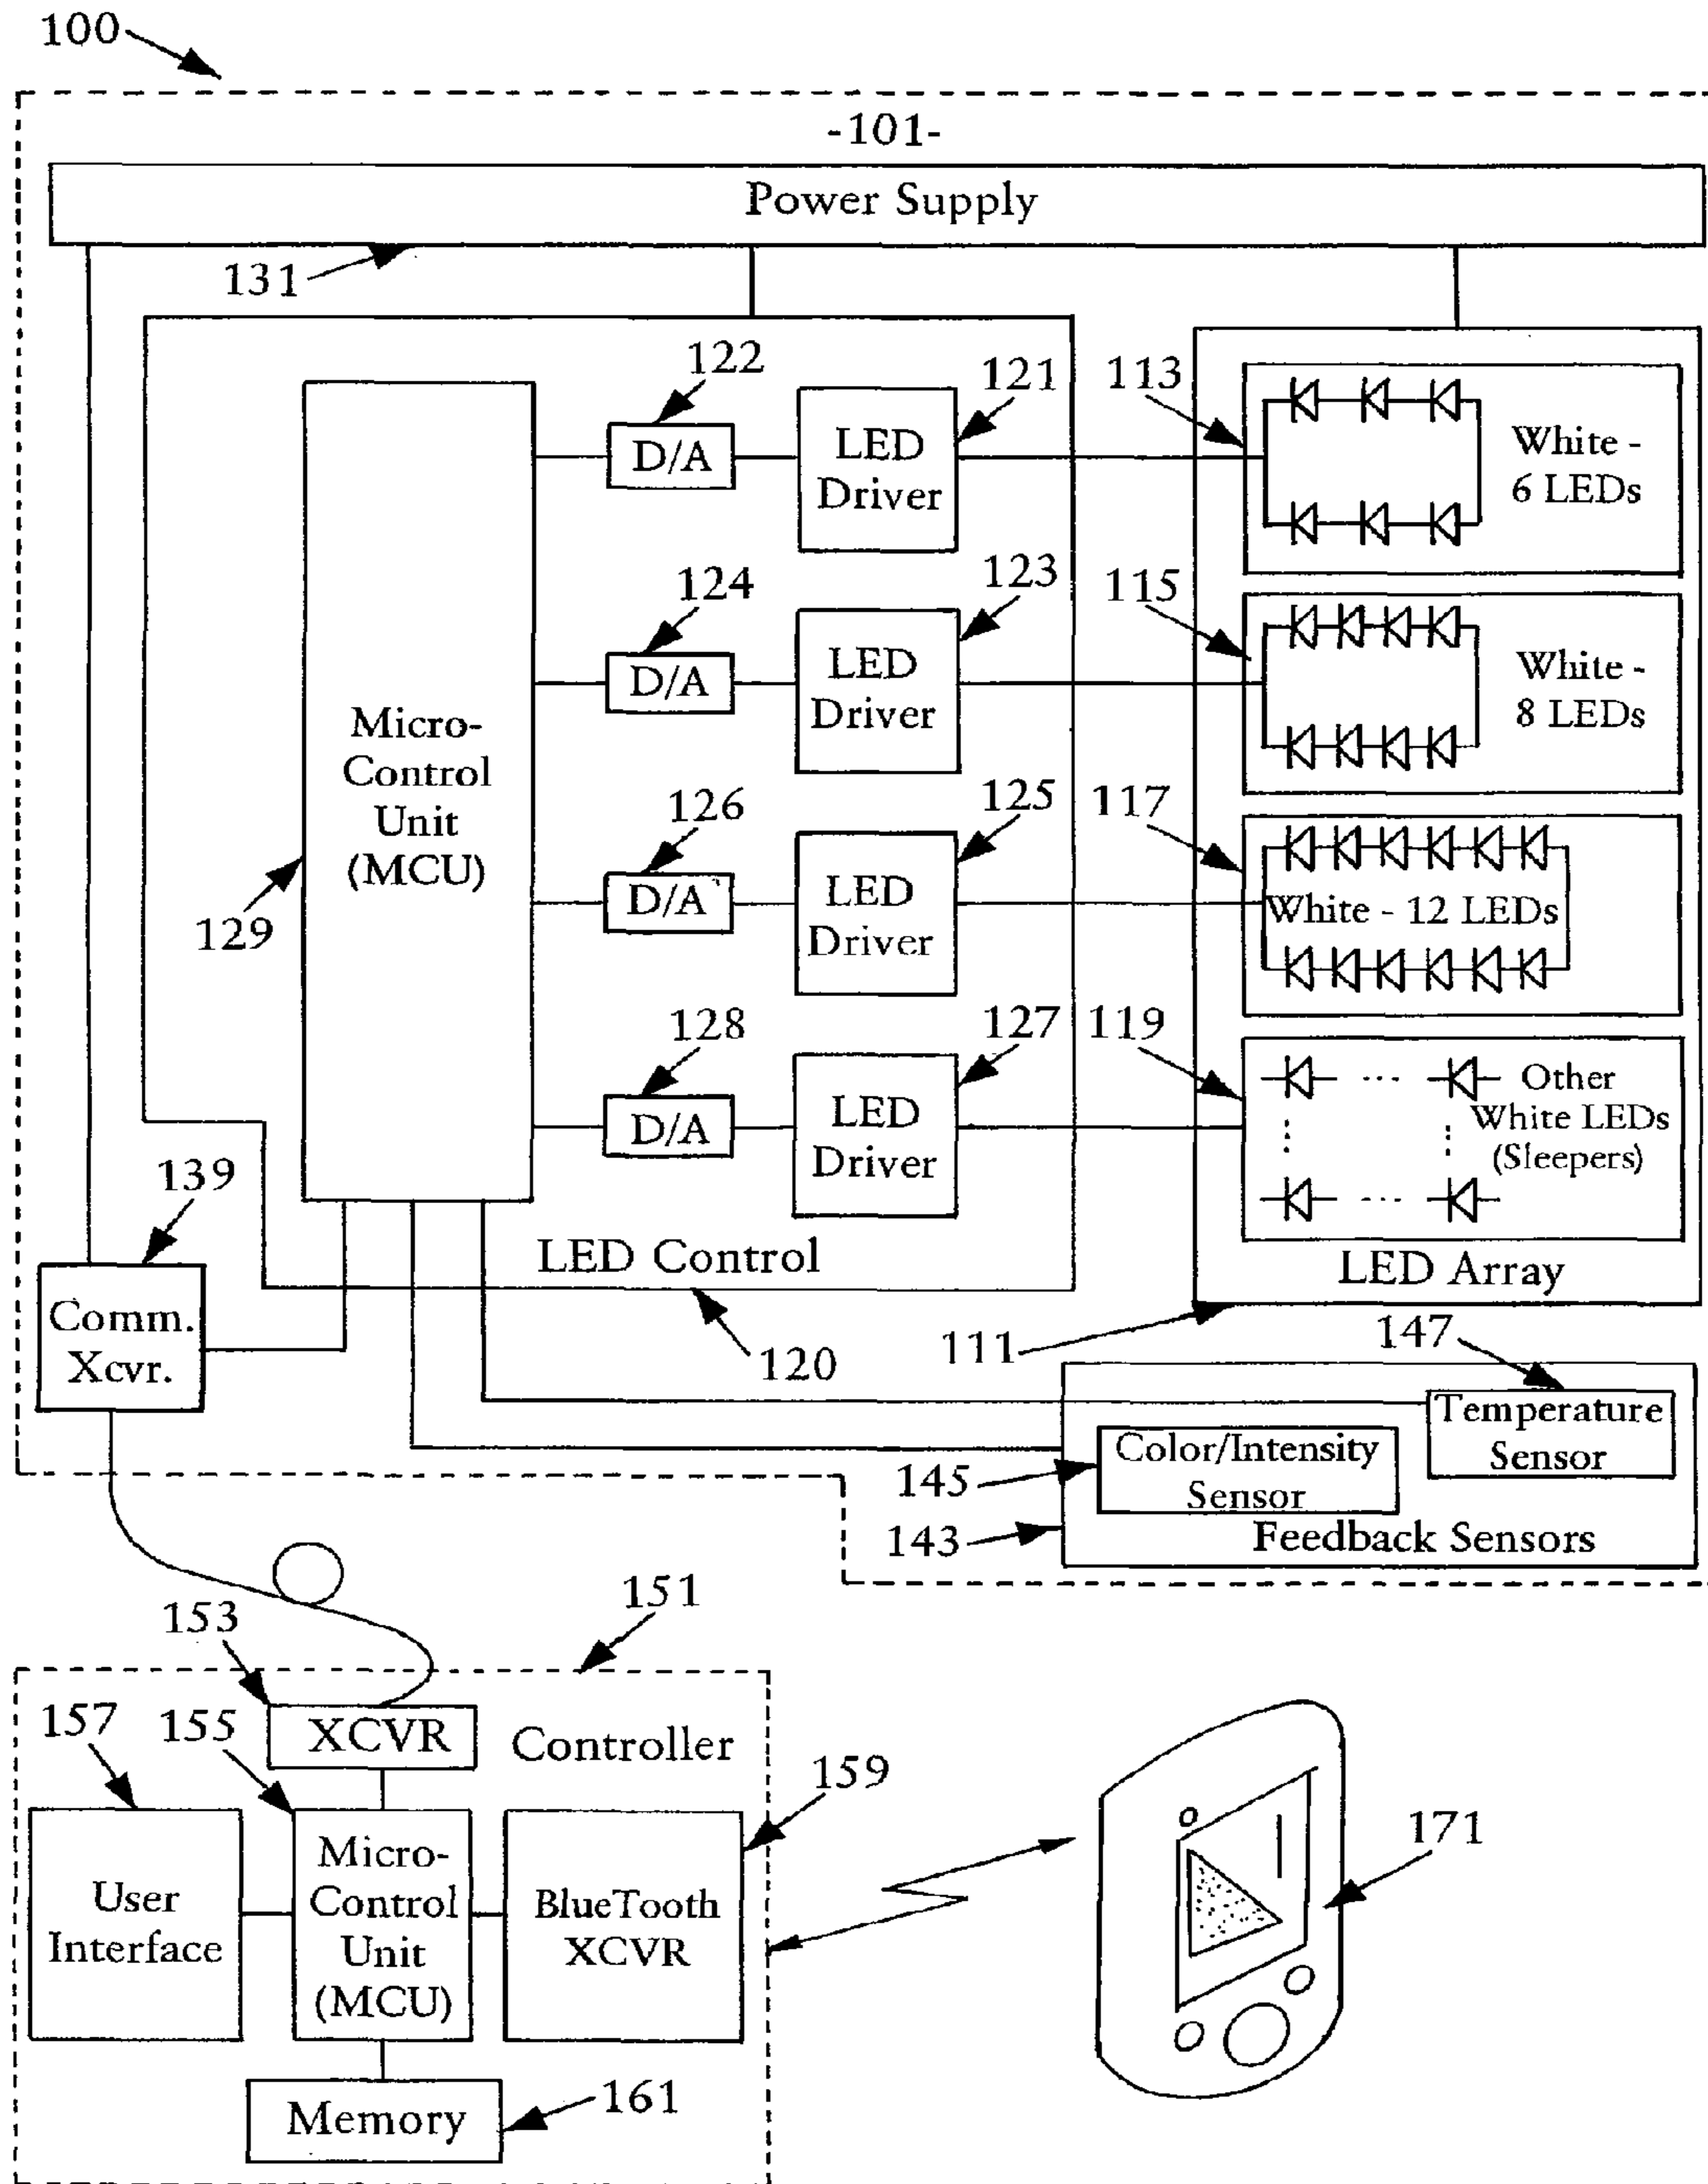 100
-101-
Power Supply
131
122
121
113
D/A
LED
Driver
White -
6 LEDs
124
123
115
D/A
LED
Driver
White -
8 LEDs
Micro-
Control
Unit
(MCU)
129
126
125
117
D/A
LED
Driver
White - 12 LEDs
128
127
119
D/A
LED
Driver
Other
White LEDs
(Sleepers)
139
LED Control
120
LED Array
111
Comm.
Xcvr.
147
Temperature
Sensor
145
Color/Intensity
Sensor
143
Feedback Sensors
151
153
157
155
XCVR
Controller
159
User
Interface
Micro-
Control
Unit
(MCU)
BlueTooth
XCVR
171
Memory
161